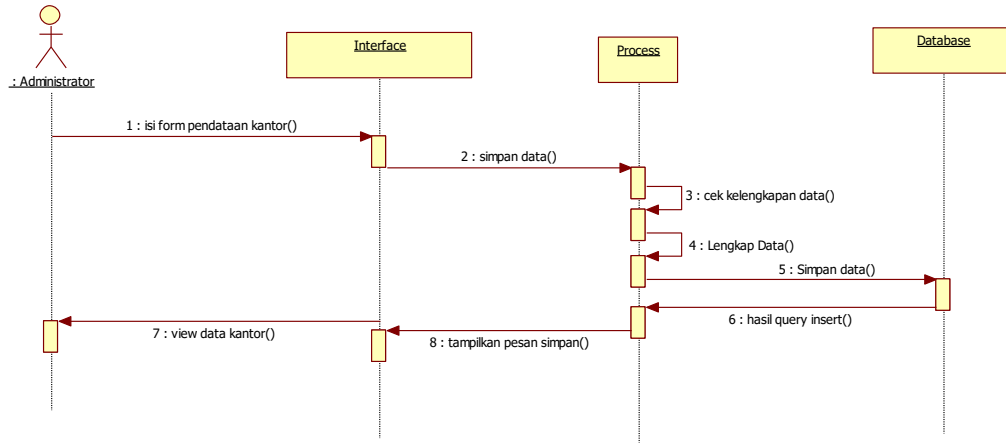 Interface
Process
Database
: Administrator
1 : isi form pendataan kantor()
2 : simpan data()
3 : cek kelengkapan data()
4 : Lengkap Data()
5 : Simpan data()
6 : hasil query insert()
7 : view data kantor()
8 : tampilkan pesan simpan()